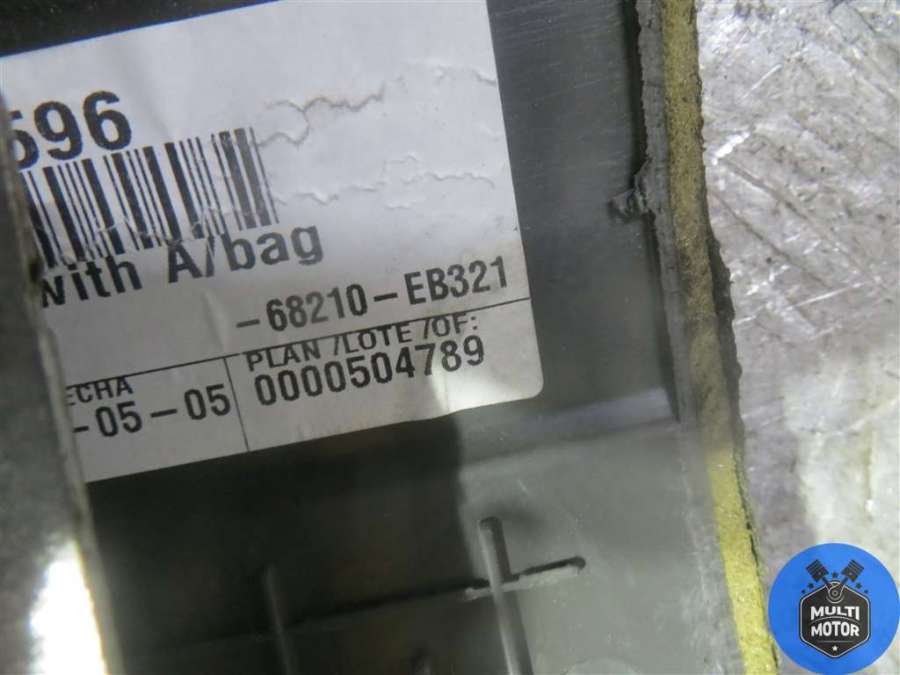 596
with A/bag
-68210-EB321
PLAN /LOTE /OF:
ECHA
-05-05
0000504789
MULTI
MOTOR